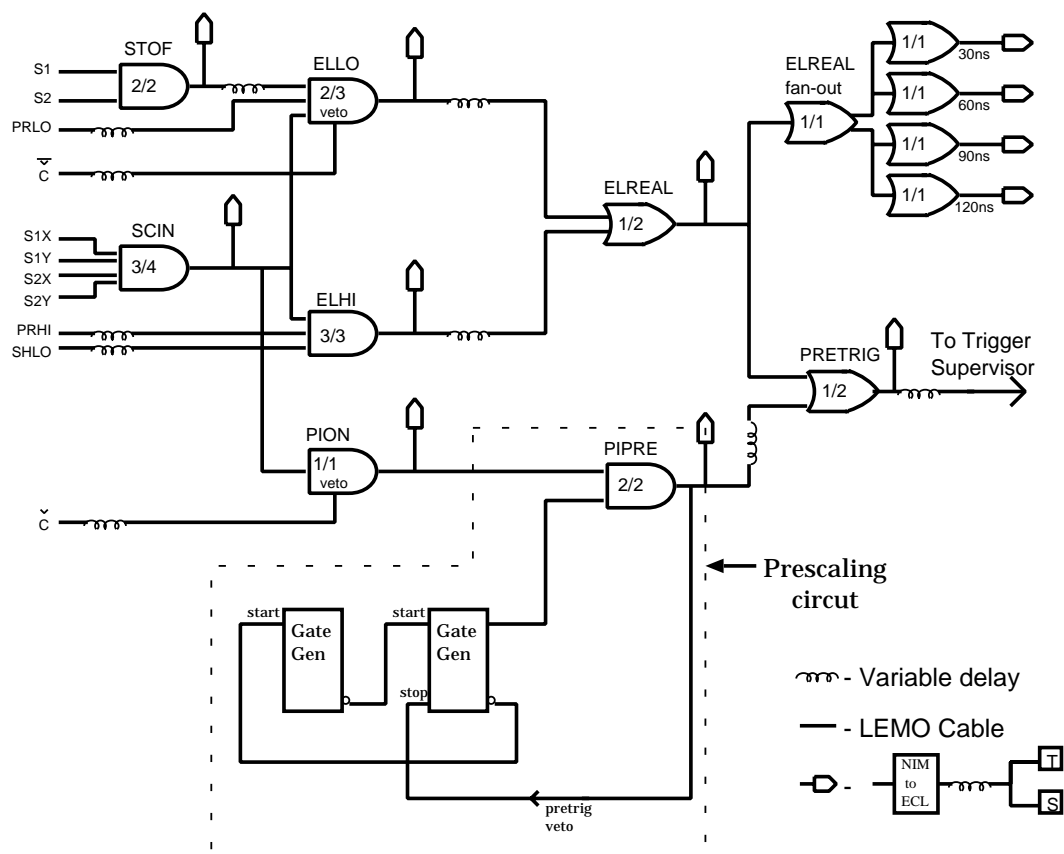 STOF
S1
S2
2/2
PRLO
C̄̌
ELLO
2/3
veto
SCIN
S1X
S1Y
S2X
S2Y
3/4
PRHI
SHLO
ELHI
3/3
ELREAL
1/2
ELREAL
fan-out
1/1
1/1
30ns
1/1
60ns
1/1
90ns
1/1
120ns
PRETRIG
1/2
To Trigger
Supervisor
PION
1/1
veto
Č
PIPRE
2/2
Prescaling
circut
start
Gate
Gen
start
Gate
Gen
stop
pretrig
veto
- Variable delay
- LEMO Cable
-
NIM
to
ECL
T
S